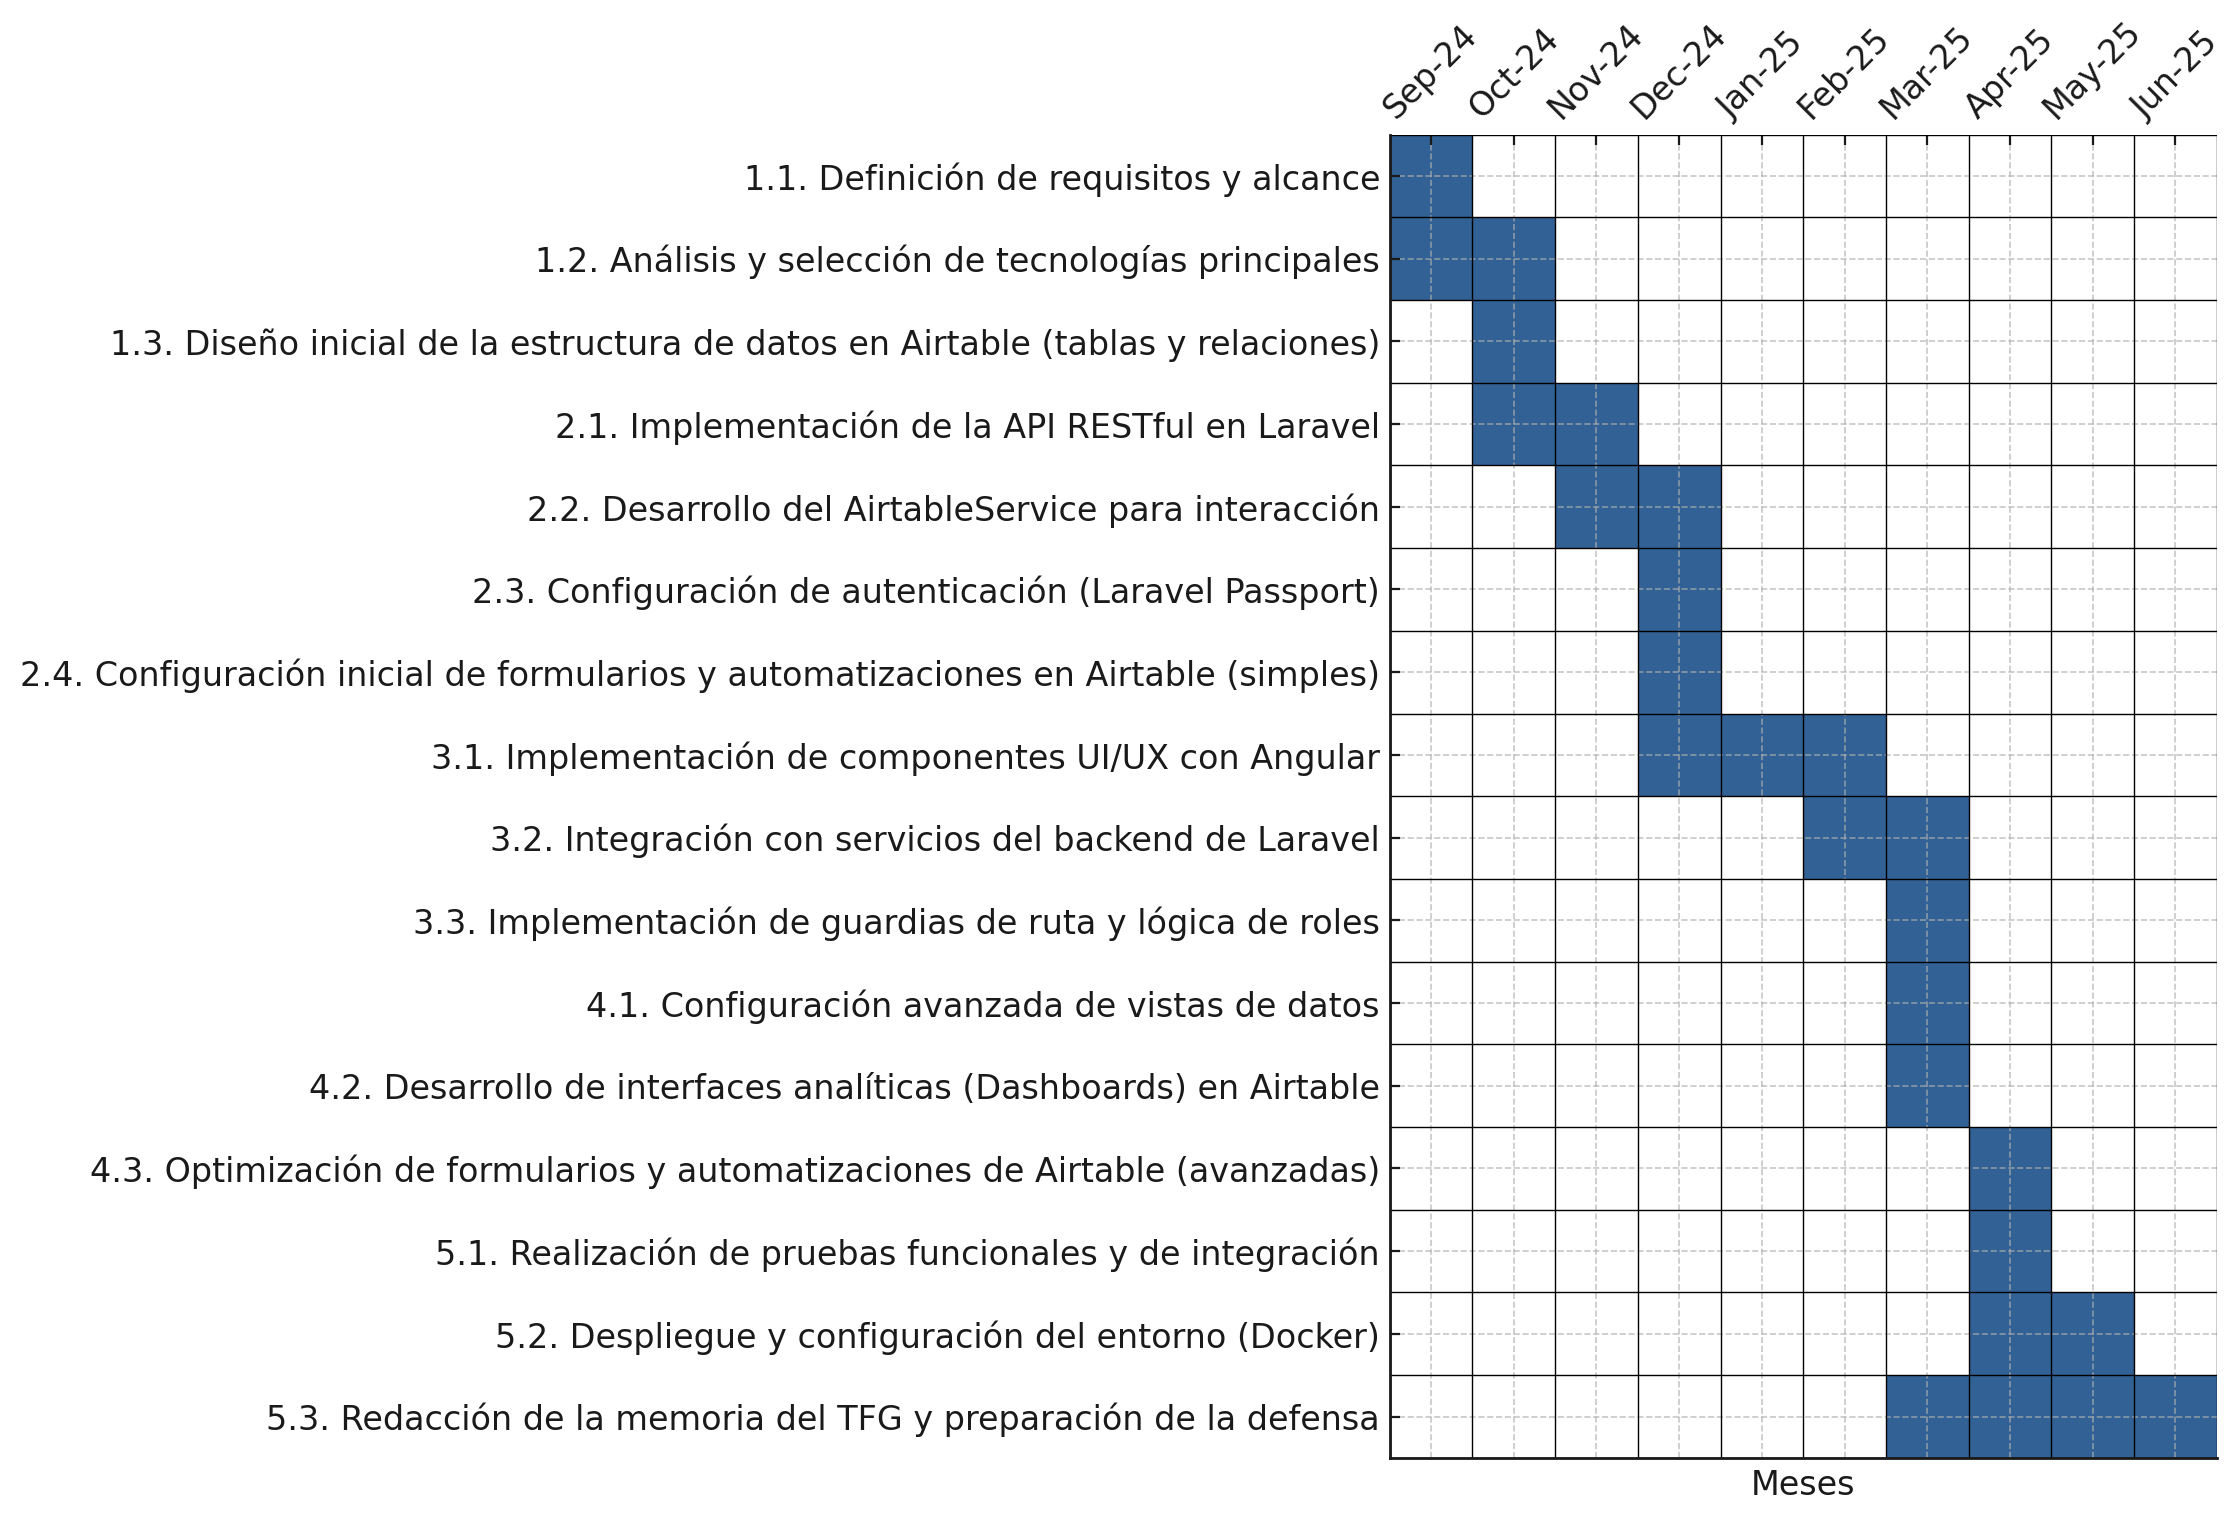 Sep-24 Oct-24 Nov-24 Dec-24 Jan-25 Feb-25 Mar-25 Apr-25 May-25 Jun-25
1.1. Definición de requisitos y alcance
1.2. Análisis y selección de tecnologías principales
1.3. Diseño inicial de la estructura de datos en Airtable (tablas y relaciones)
2.1. Implementación de la API RESTful en Laravel
2.2. Desarrollo del AirtableService para interacción
2.3. Configuración de autenticación (Laravel Passport)
2.4. Configuración inicial de formularios y automatizaciones en Airtable (simples)
3.1. Implementación de componentes UI/UX con Angular
3.2. Integración con servicios del backend de Laravel
3.3. Implementación de guardias de ruta y lógica de roles
4.1. Configuración avanzada de vistas de datos
4.2. Desarrollo de interfaces analíticas (Dashboards) en Airtable
4.3. Optimización de formularios y automatizaciones de Airtable (avanzadas)
5.1. Realización de pruebas funcionales y de integración
5.2. Despliegue y configuración del entorno (Docker)
5.3. Redacción de la memoria del TFG y preparación de la defensa
Meses